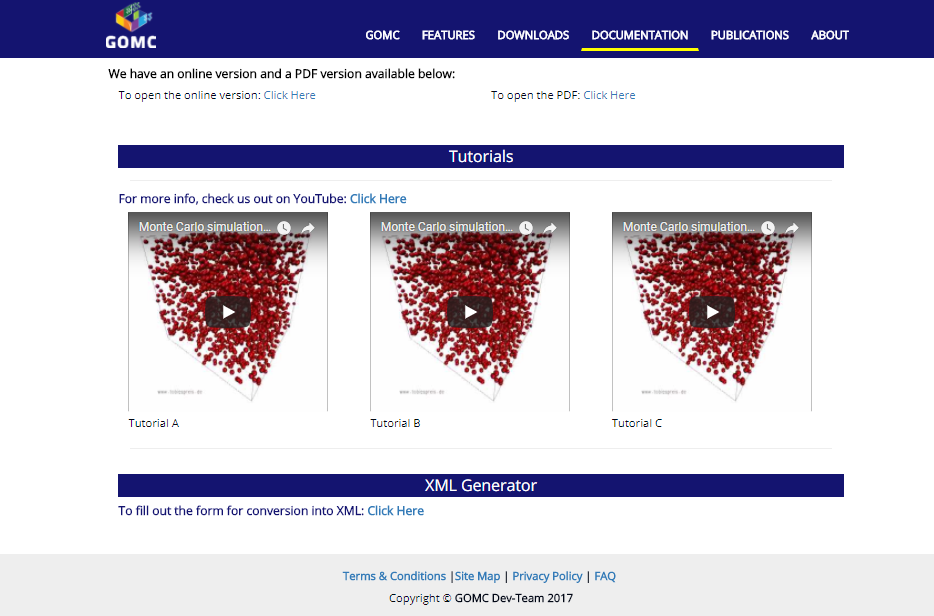 GOMC
GOMC FEATURES DOWNLOADS DOCUMENTATION PUBLICATIONS ABOUT
We have an online version and a PDF version available below:
To open the online version: Click Here To open the PDF: Click Here
Tutorials
For more info, check us out on YouTube: Click Here
Monte Carlo simulation... Monte Carlo simulation... Monte Carlo simulation...
Tutorial A Tutorial B Tutorial C
XML Generator
To fill out the form for conversion into XML: Click Here
Terms & Conditions |Site Map | Privacy Policy | FAQ
Copyright © GOMC Dev-Team 2017